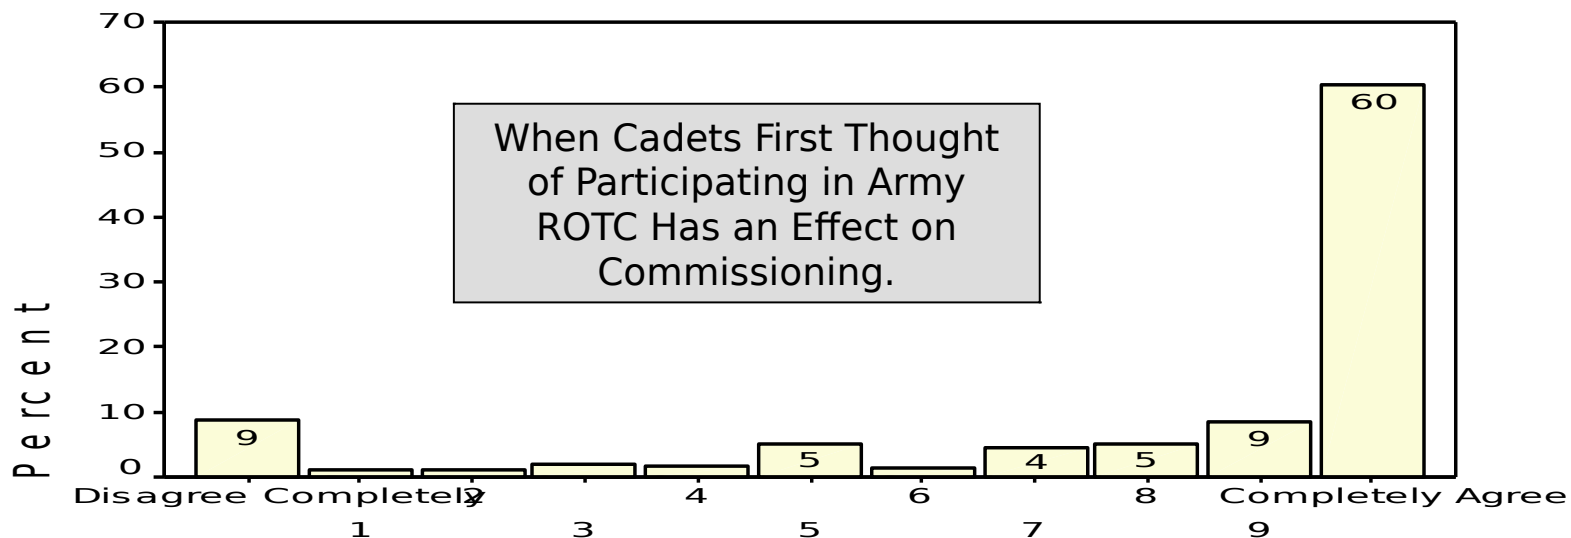 70
60
50
40
30
20
10
0
Percent
When Cadets First Thought
of Participating in Army
ROTC Has an Effect on
Commissioning.
9
5
4
5
9
60
Disagree Completely 2 4 6 8 Completely Agree
1 3 5 7 9